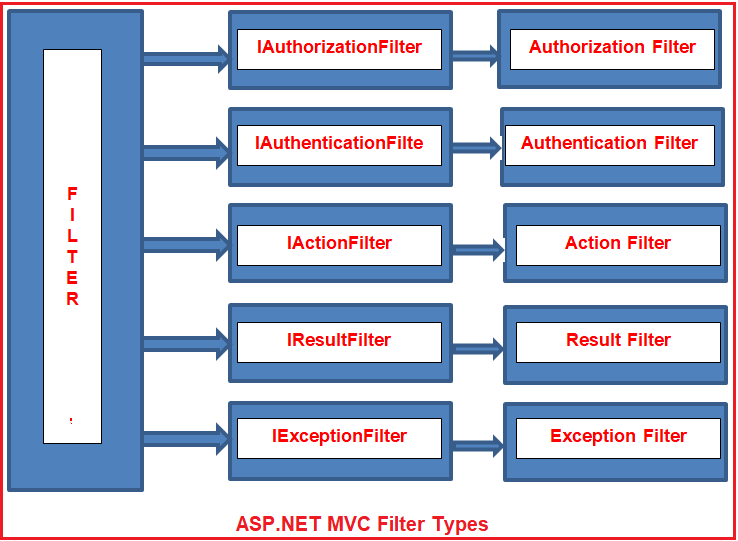 FILTER
IAuthorizationFilter
Authorization Filter
IAuthenticationFilte
Authentication Filter
IActionFilter
Action Filter
IResultFilter
Result Filter
IExceptionFilter
Exception Filter
ASP.NET MVC Filter Types